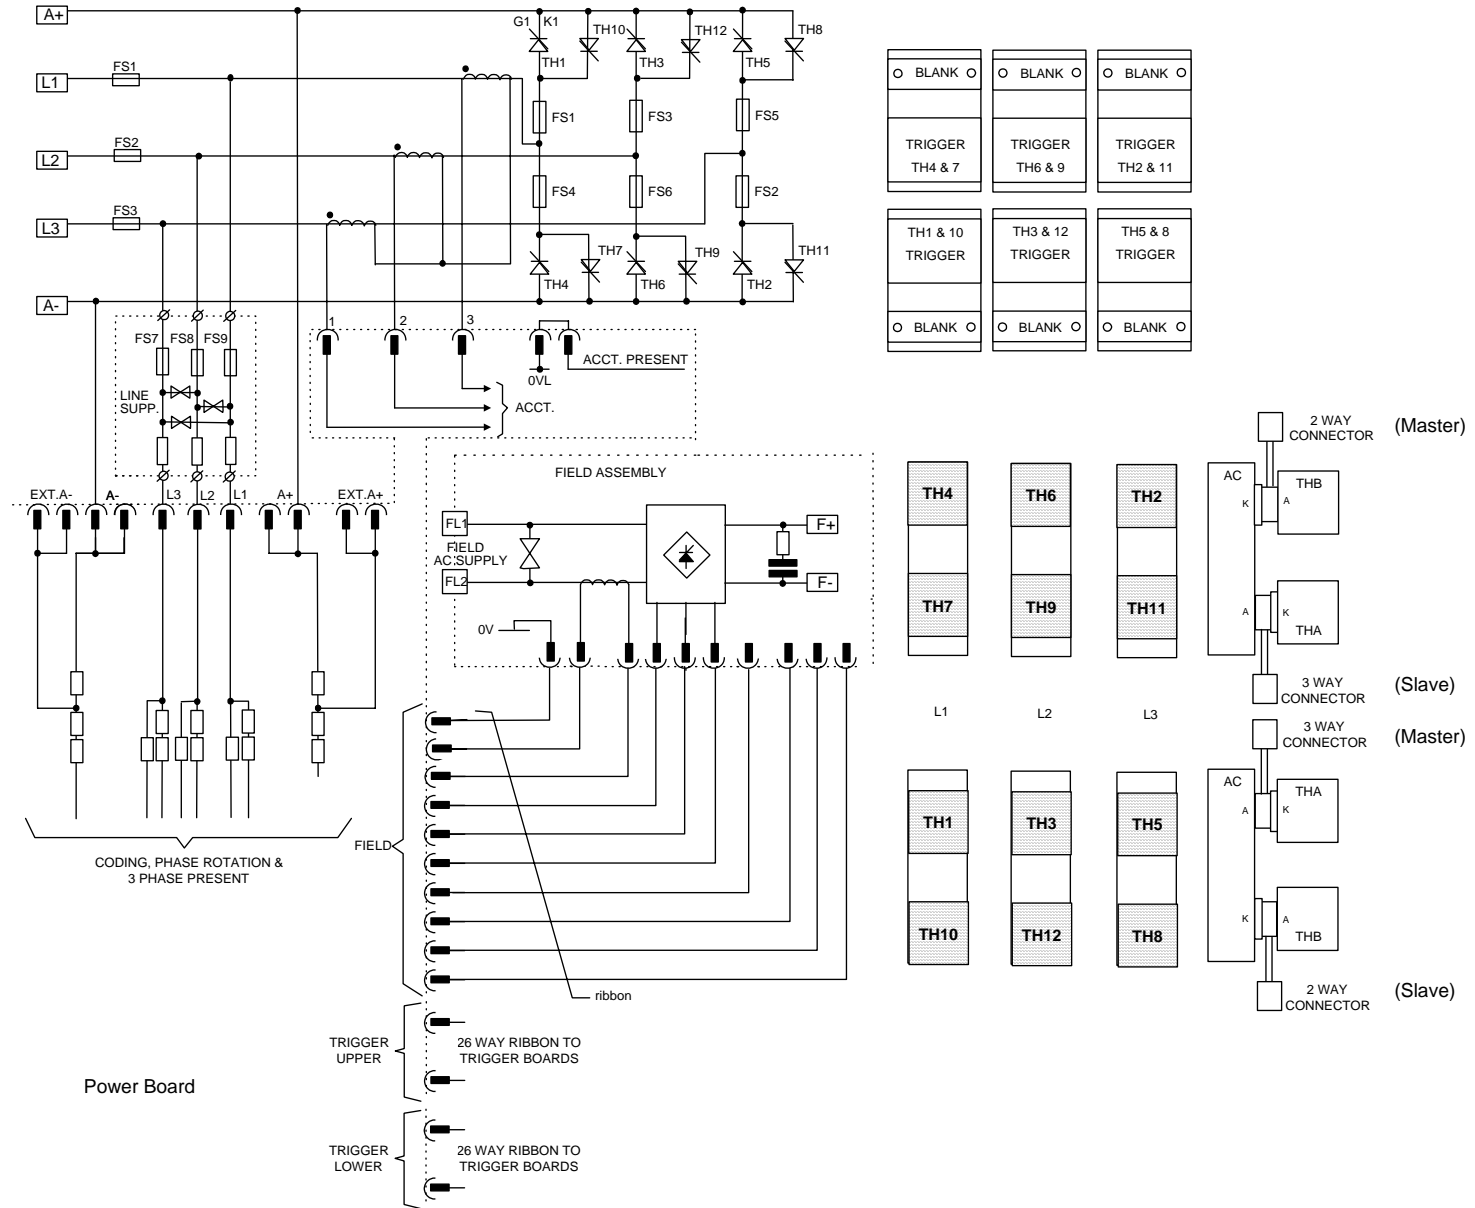 A+
G1 K1 TH10 TH12 TH8
TH1 TH3 TH5
L1 FS1
FS1 FS3 FS5
L2 FS2
FS4 FS6 FS2
L3 FS3
TH7 TH9 TH11
TH4 TH6 TH2
A-
BLANK BLANK BLANK
TRIGGER TRIGGER TRIGGER
TH4 & 7 TH6 & 9 TH2 & 11
TH1 & 10 TH3 & 12 TH5 & 8
TRIGGER TRIGGER TRIGGER
BLANK BLANK BLANK
FS7 FS8 FS9
LINE
SUPP.
1 2 3
0VL
ACCT. PRESENT
ACCT.
EXT.A- A- L3 L2 L1 A+ EXT.A+
CODING, PHASE ROTATION &
3 PHASE PRESENT
FIELD ASSEMBLY
FL1
FIELD
AC SUPPLY
FL2
F+
F-
0V
FIELD
ribbon
TRIGGER
UPPER
26 WAY RIBBON TO
TRIGGER BOARDS
Power Board
TRIGGER
LOWER
26 WAY RIBBON TO
TRIGGER BOARDS
TH4 TH6 TH2
TH7 TH9 TH11
L1 L2 L3
TH1 TH3 TH5
TH10 TH12 TH8
2 WAY
CONNECTOR
(Master)
AC
K A
THB
A K
THA
3 WAY
CONNECTOR
(Slave)
3 WAY
CONNECTOR
(Master)
AC
THA
A K
K A
THB
2 WAY
CONNECTOR
(Slave)